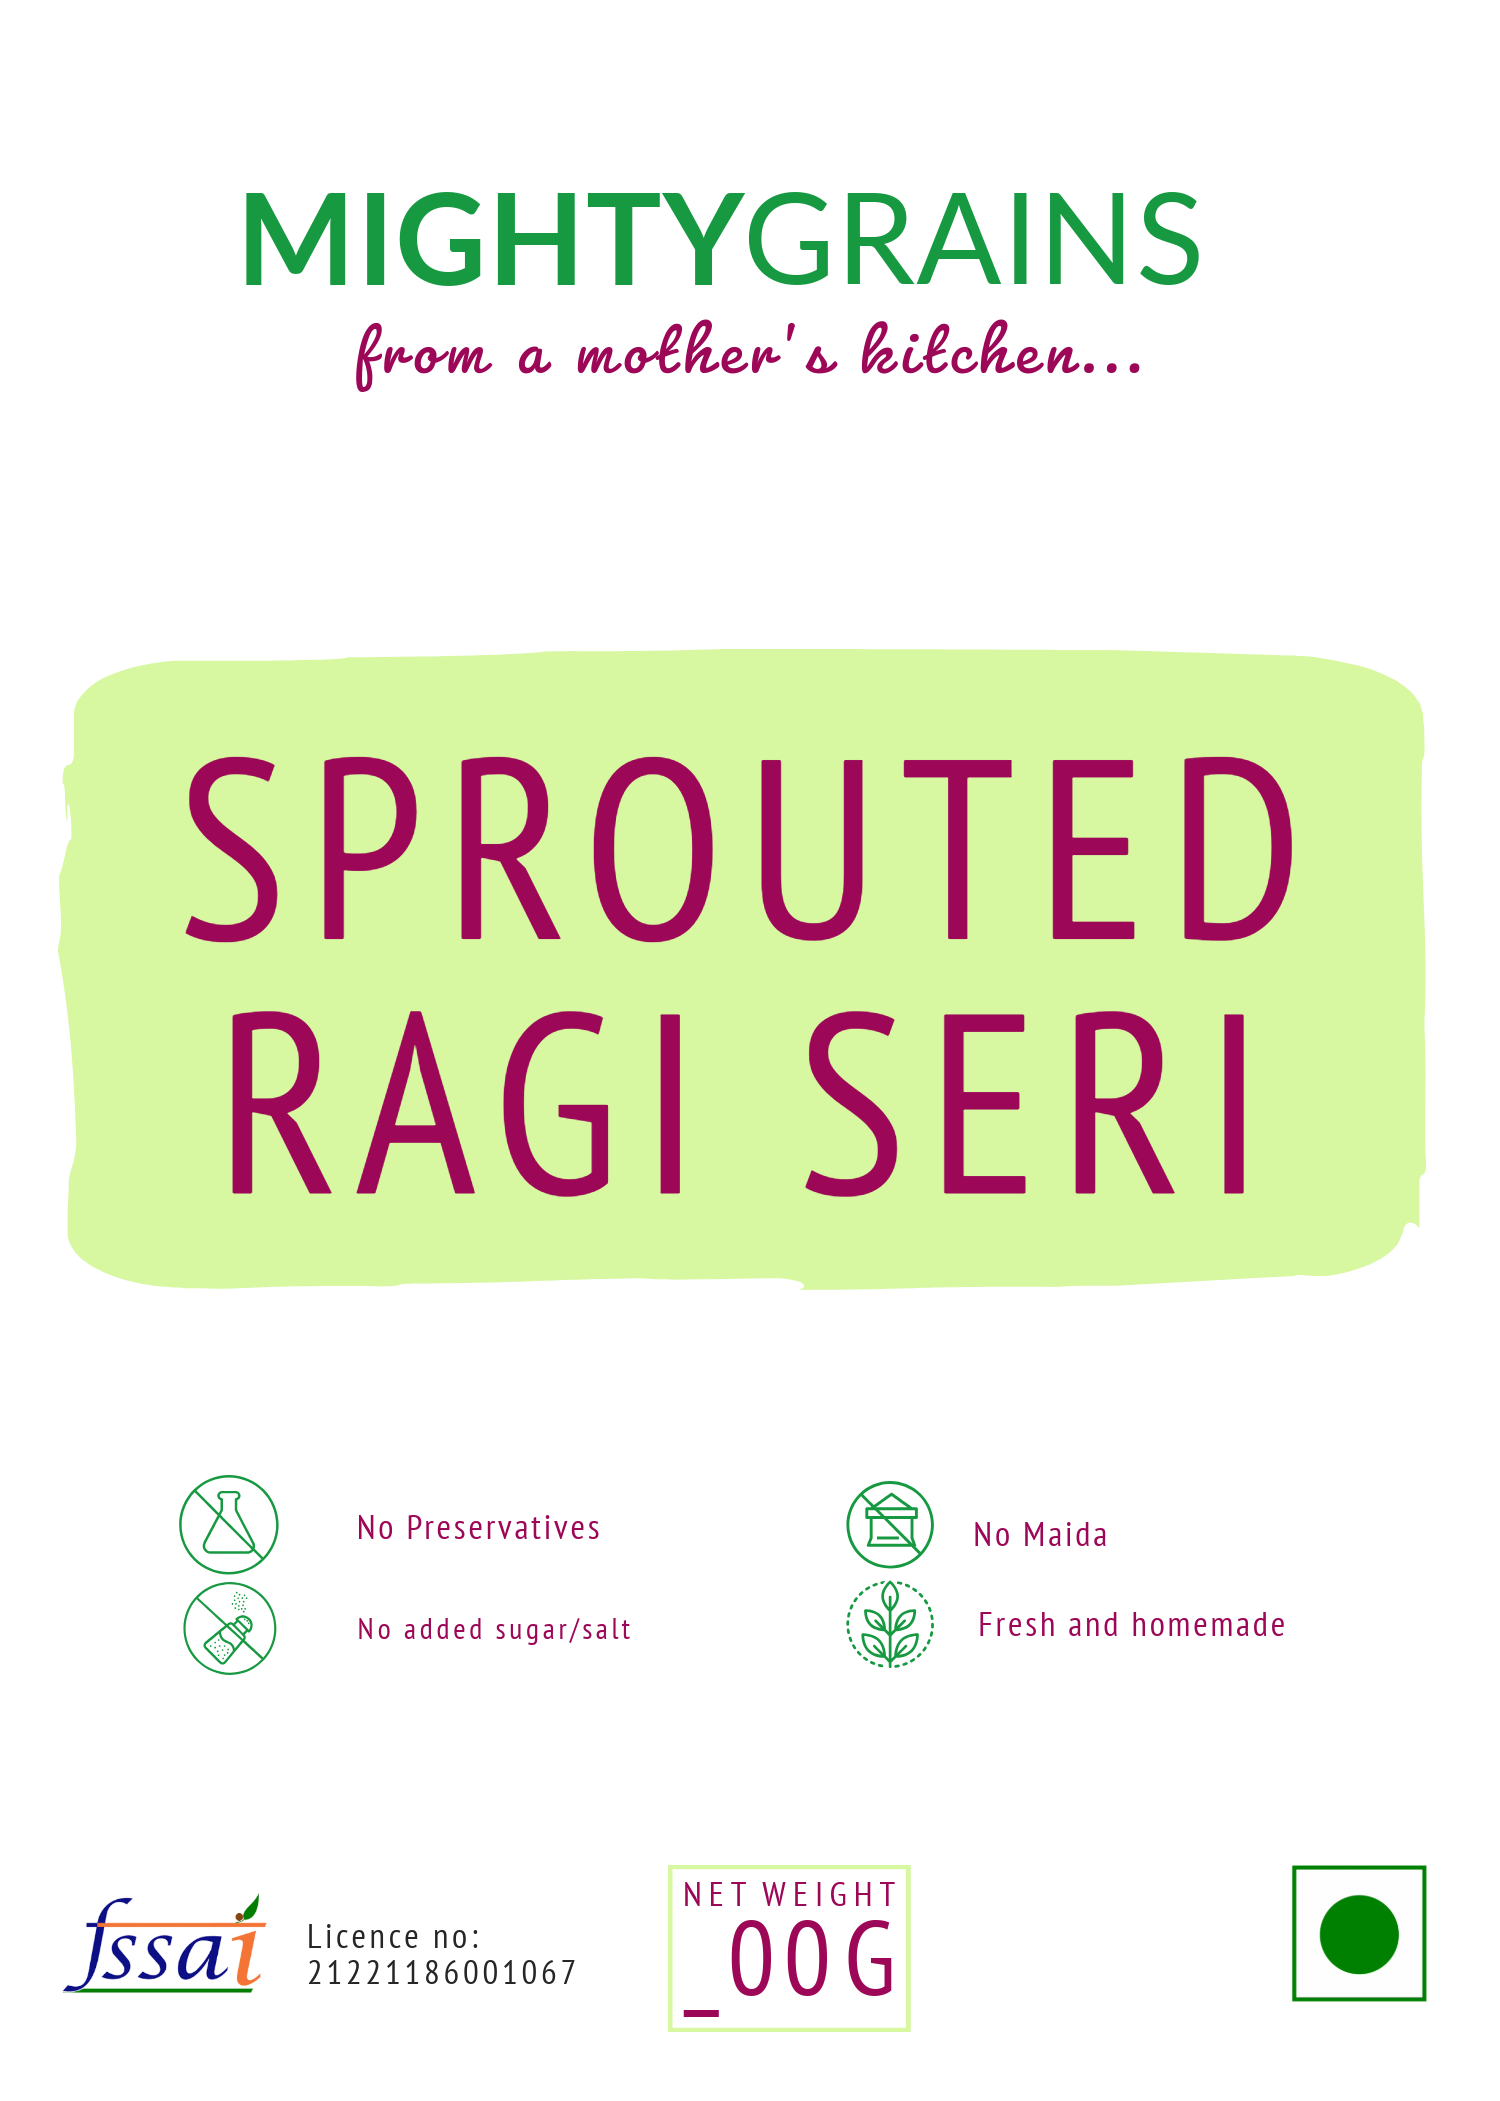 MIGHTYGRAINS
from a mother's kitchen...
SPROUTED
RAGI SERI
No Preservatives
No Maida
No added sugar/salt
Fresh and homemade
fssai
Licence no:
21221186001067
NET WEIGHT
_00G